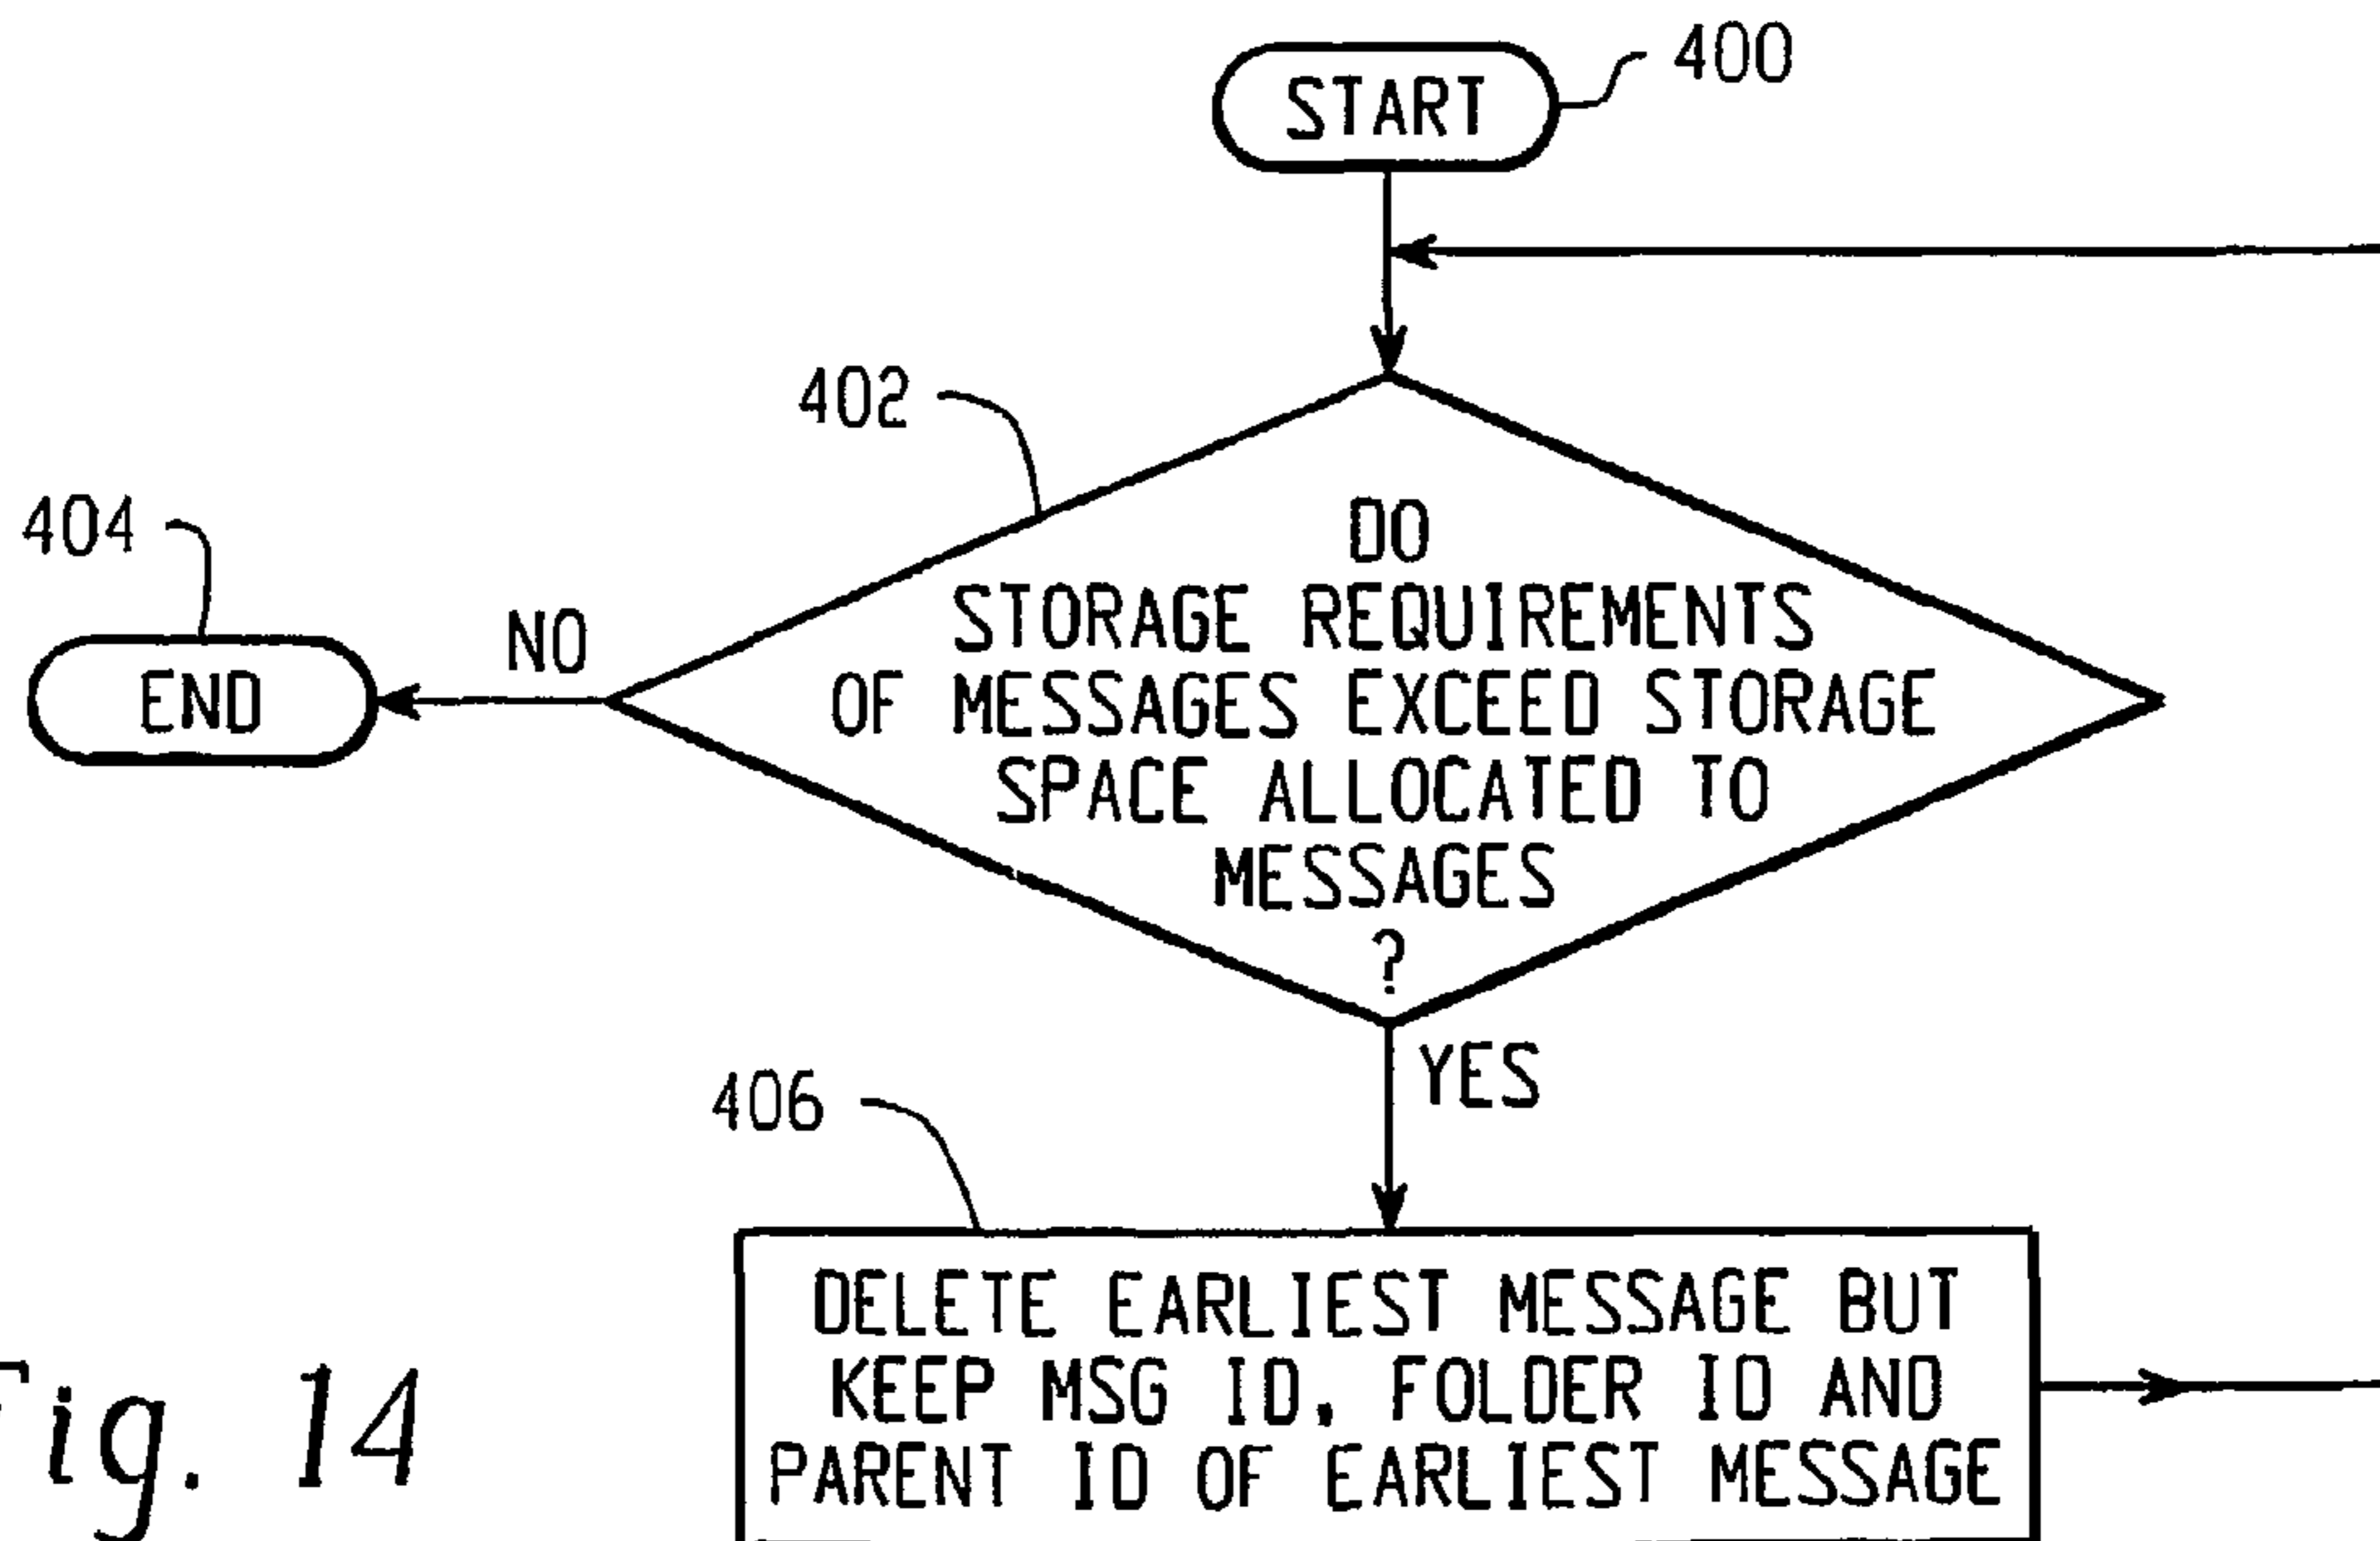 START
400
402
DO
STORAGE REQUIREMENTS
OF MESSAGES EXCEED STORAGE
SPACE ALLOCATED TO
MESSAGES
?
404
END
NO
YES
406
DELETE EARLIEST MESSAGE BUT
KEEP MSG ID, FOLDER ID AND
PARENT ID OF EARLIEST MESSAGE
Fig. 14